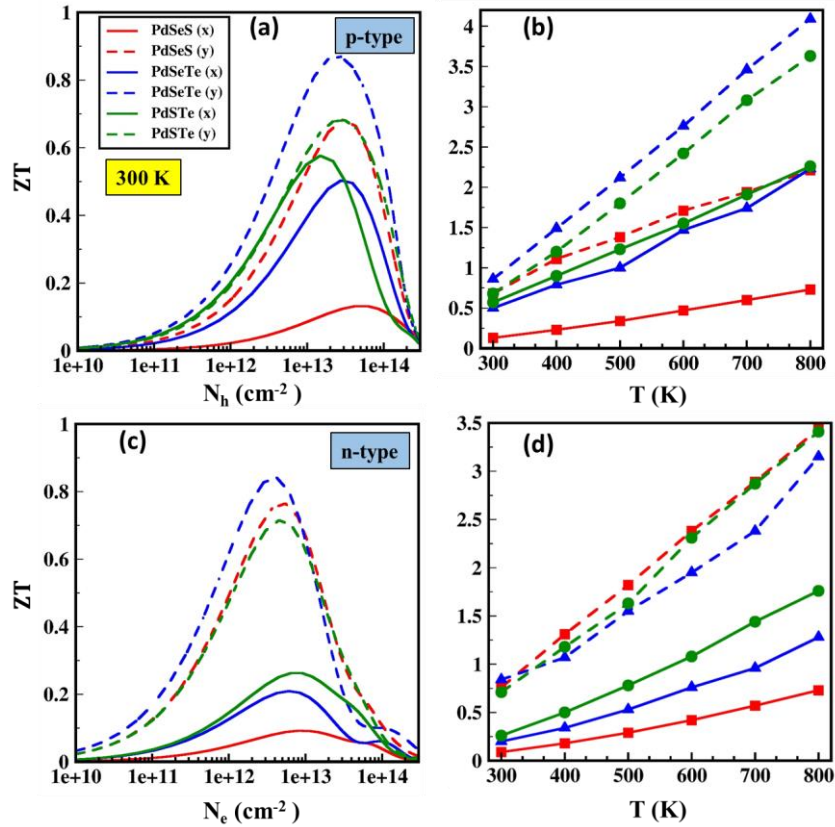 (a)
p-type
PdSeS (x)
PdSeS (y)
PdSeTe (x)
PdSeTe (y)
PdSTe (x)
PdSTe (y)
300 K
ZT
1
0.8
0.6
0.4
0.2
0
1e+10 1e+11 1e+12 1e+13 1e+14
N_h (cm^-2)
(b)
4
3.5
3
2.5
2
1.5
1
0.5
0
300 400 500 600 700 800
T (K)
(c)
n-type
ZT
1
0.8
0.6
0.4
0.2
0
1e+10 1e+11 1e+12 1e+13 1e+14
N_e (cm^-2)
(d)
3.5
3
2.5
2
1.5
1
0.5
0
300 400 500 600 700 800
T (K)